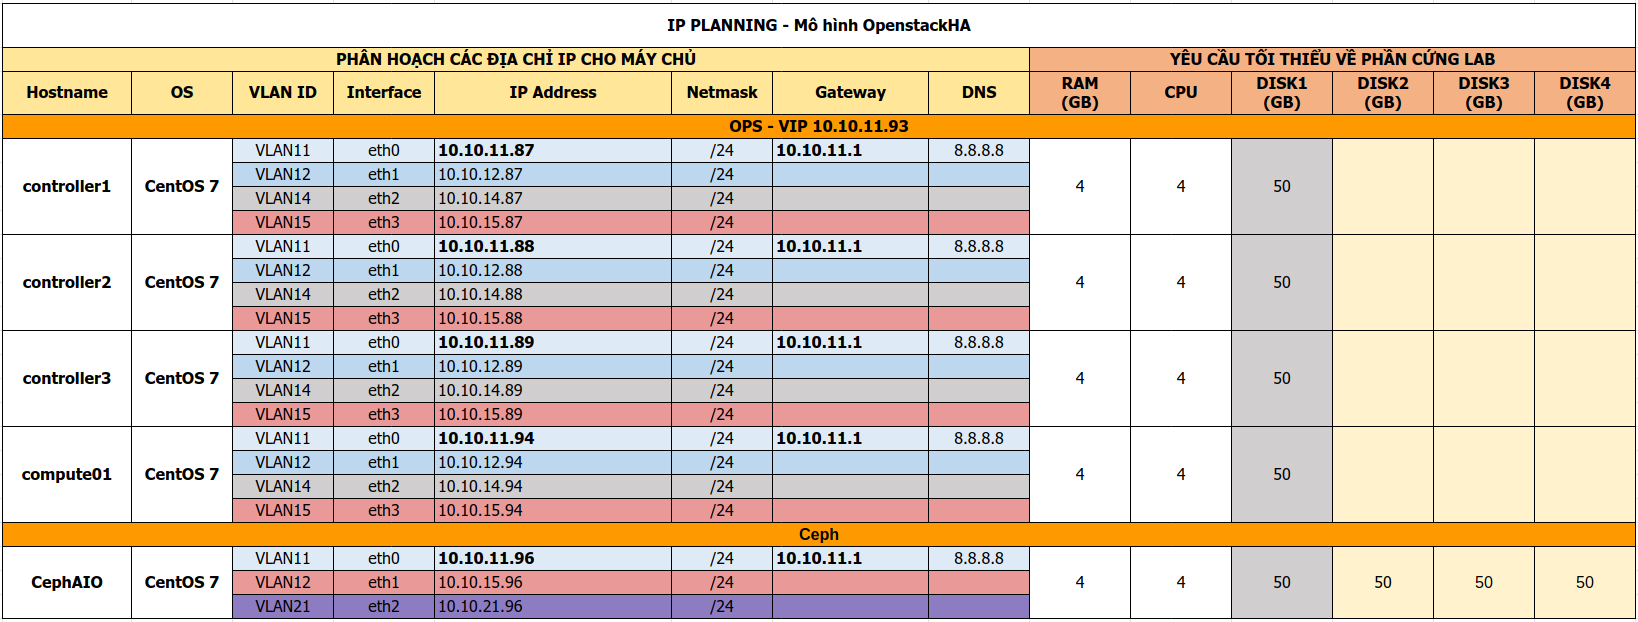 IP PLANNING - Mô hình OpenstackHA
PHÂN HOẠCH CÁC ĐỊA CHỈ IP CHO MÁY CHỦ YÊU CẦU TỐI THIỂU VỀ PHẦN CỨNG LAB
Hostname OS VLAN ID Interface IP Address Netmask Gateway DNS RAM (GB) CPU DISK1 (GB) DISK2 (GB) DISK3 (GB) DISK4 (GB)
OPS - VIP 10.10.11.93
controller1 CentOS 7 VLAN11 eth0 10.10.11.87 /24 10.10.11.1 8.8.8.8 4 4 50
VLAN12 eth1 10.10.12.87 /24
VLAN14 eth2 10.10.14.87 /24
VLAN15 eth3 10.10.15.87 /24
controller2 CentOS 7 VLAN11 eth0 10.10.11.88 /24 10.10.11.1 8.8.8.8 4 4 50
VLAN12 eth1 10.10.12.88 /24
VLAN14 eth2 10.10.14.88 /24
VLAN15 eth3 10.10.15.88 /24
controller3 CentOS 7 VLAN11 eth0 10.10.11.89 /24 10.10.11.1 8.8.8.8 4 4 50
VLAN12 eth1 10.10.12.89 /24
VLAN14 eth2 10.10.14.89 /24
VLAN15 eth3 10.10.15.89 /24
compute01 CentOS 7 VLAN11 eth0 10.10.11.94 /24 10.10.11.1 8.8.8.8 4 4 50
VLAN12 eth1 10.10.12.94 /24
VLAN14 eth2 10.10.14.94 /24
VLAN15 eth3 10.10.15.94 /24
Ceph
CephAIO CentOS 7 VLAN11 eth0 10.10.11.96 /24 10.10.11.1 8.8.8.8 4 4 50 50 50 50
VLAN12 eth1 10.10.15.96 /24
VLAN21 eth2 10.10.21.96 /24